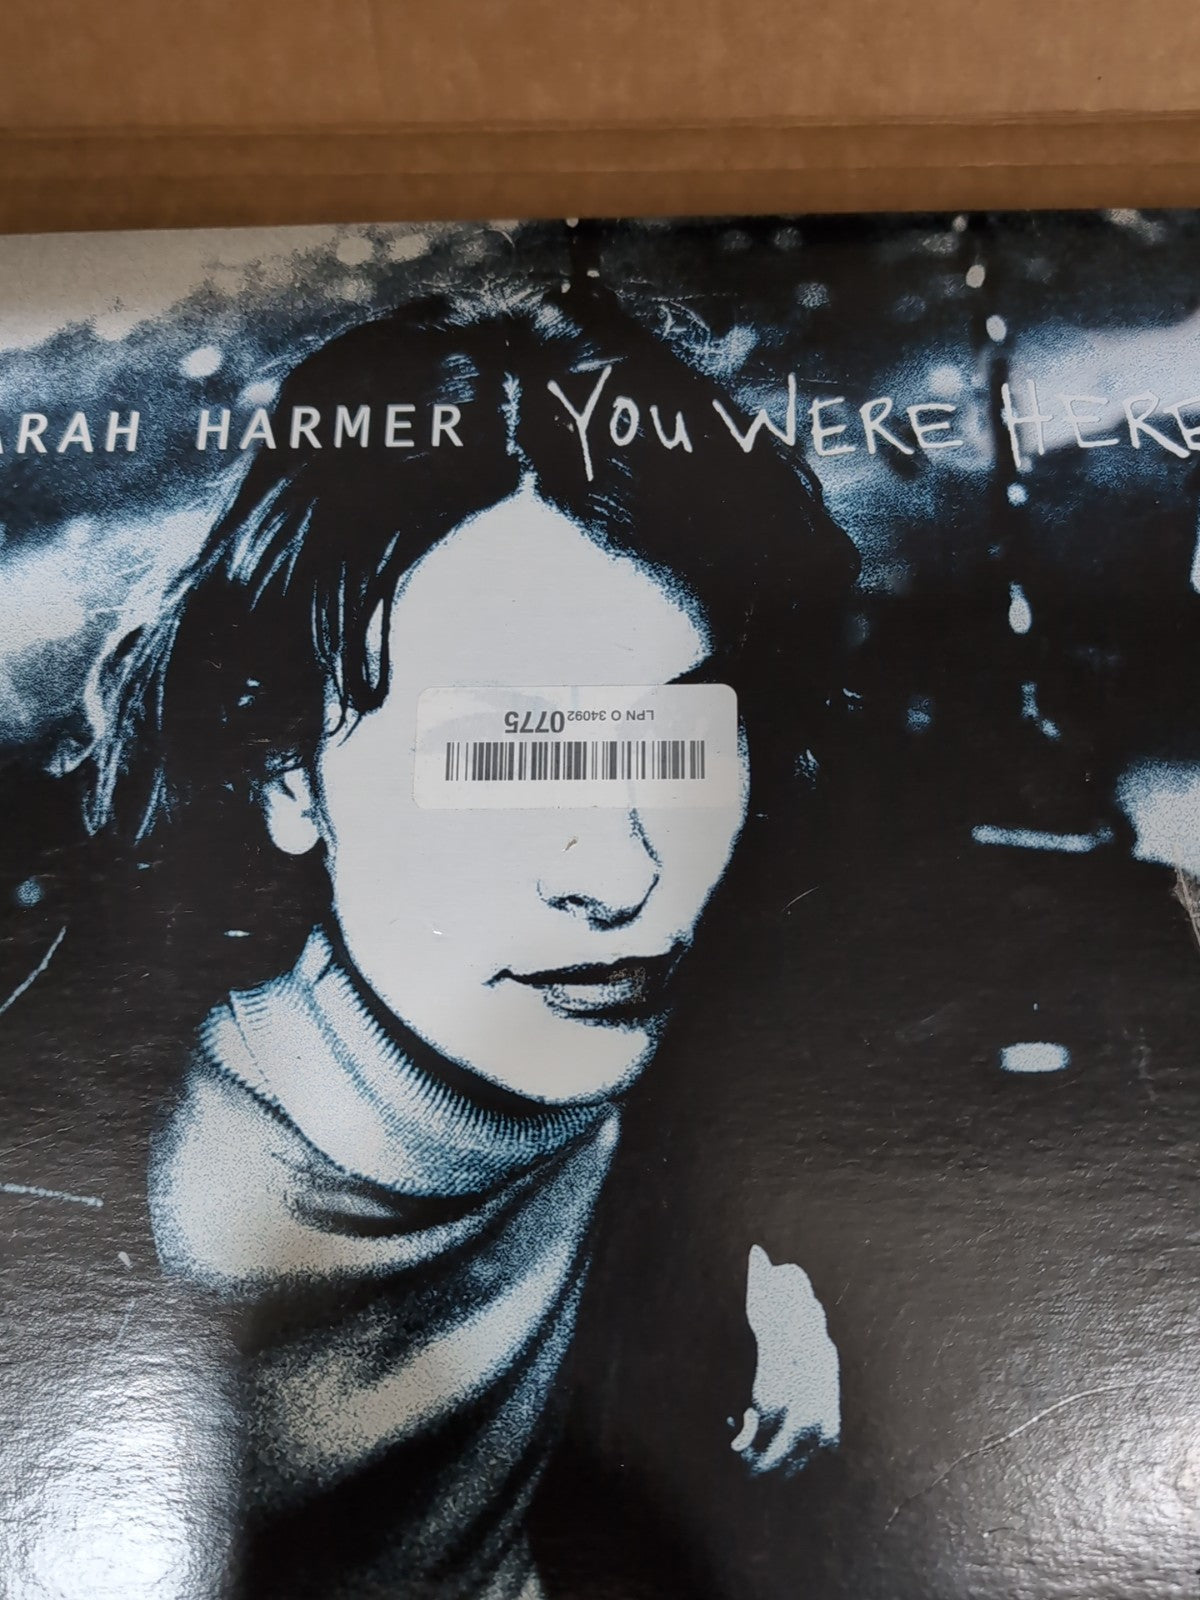 ARAH HARMER YOU WERE HERE
LPN O 340920775